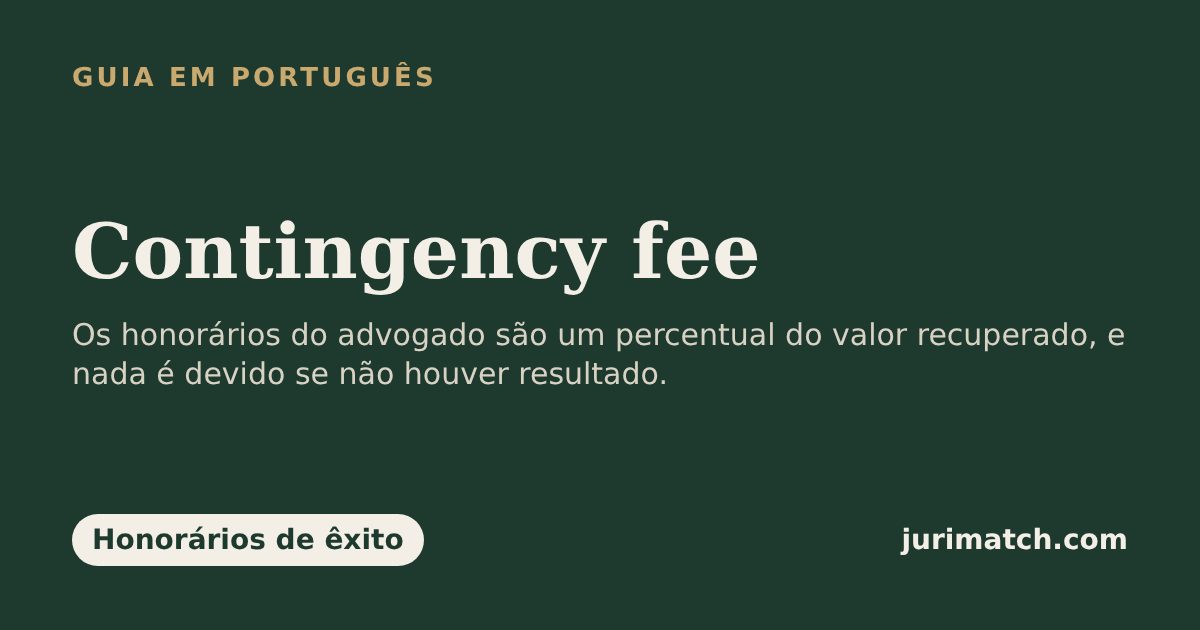 GUIA EM PORTUGUÊS
Contingency fee
Os honorários do advogado são um percentual do valor recuperado, e
nada é devido se não houver resultado.
Honorários de êxito
jurimatch.com